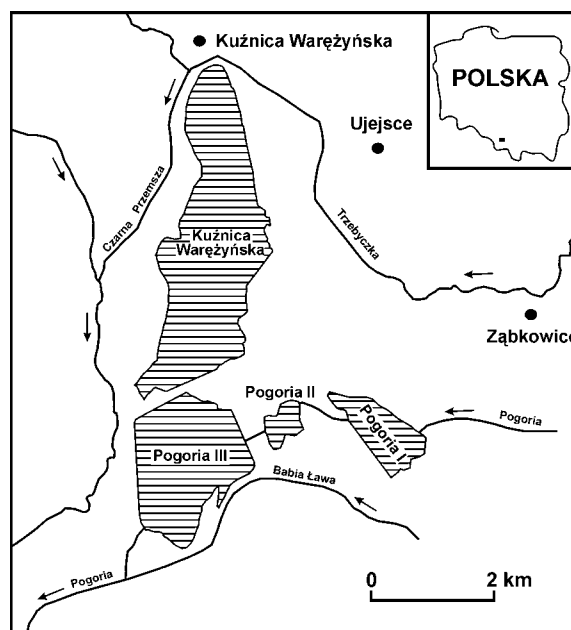 Kuźnica Warężyńska
POLSKA
Ujejsce
Czarna Przemsza
Kuźnica
Warężyńska
Trzebyczka
Ząbkowice
Pogoria II
Pogoria I
Pogoria
Pogoria III
Babia Ława
Pogoria
0 2 km